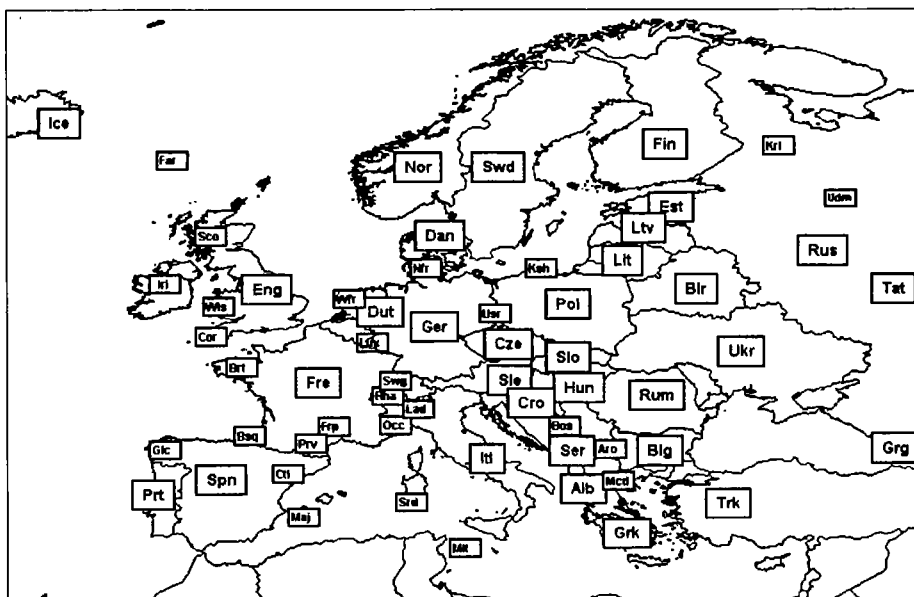 Ice
Far
Nor
Swd
Fin
Krl
Udm
Sco
Dan
Est
Ltv
Rus
Nfr
Ksh
Lit
Irl
Eng
Wls
Wfr
Dut
Usr
Pol
Blr
Tat
Cor
Ger
Cze
Slo
Ukr
Brt
Fre
Swg
Sle
Hun
Rum
Rha
Lad
Cro
Frp
Occ
Bos
Glc
Bsq
Prv
Itl
Ser
Aro
Blg
Grg
Prt
Spn
Ctl
Srd
Alb
Mcd
Trk
Maj
Grk
Mlt